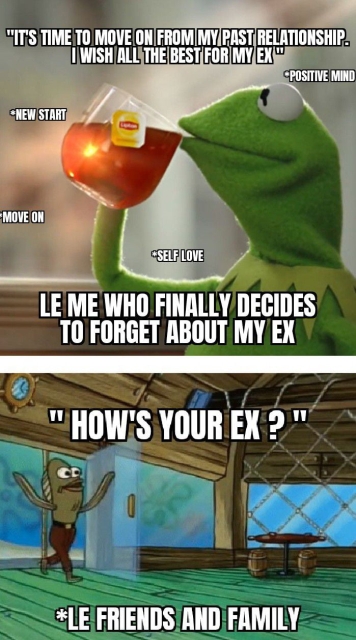 "IT'S TIME TO MOVE ON FROM MY PAST RELATIONSHIP.
I WISH ALL THE BEST FOR MY EX "
*POSITIVE MIND
*NEW START
Lipton
*MOVE ON
*SELF LOVE
LE ME WHO FINALLY DECIDES
TO FORGET ABOUT MY EX
" HOW'S YOUR EX ? "
*LE FRIENDS AND FAMILY